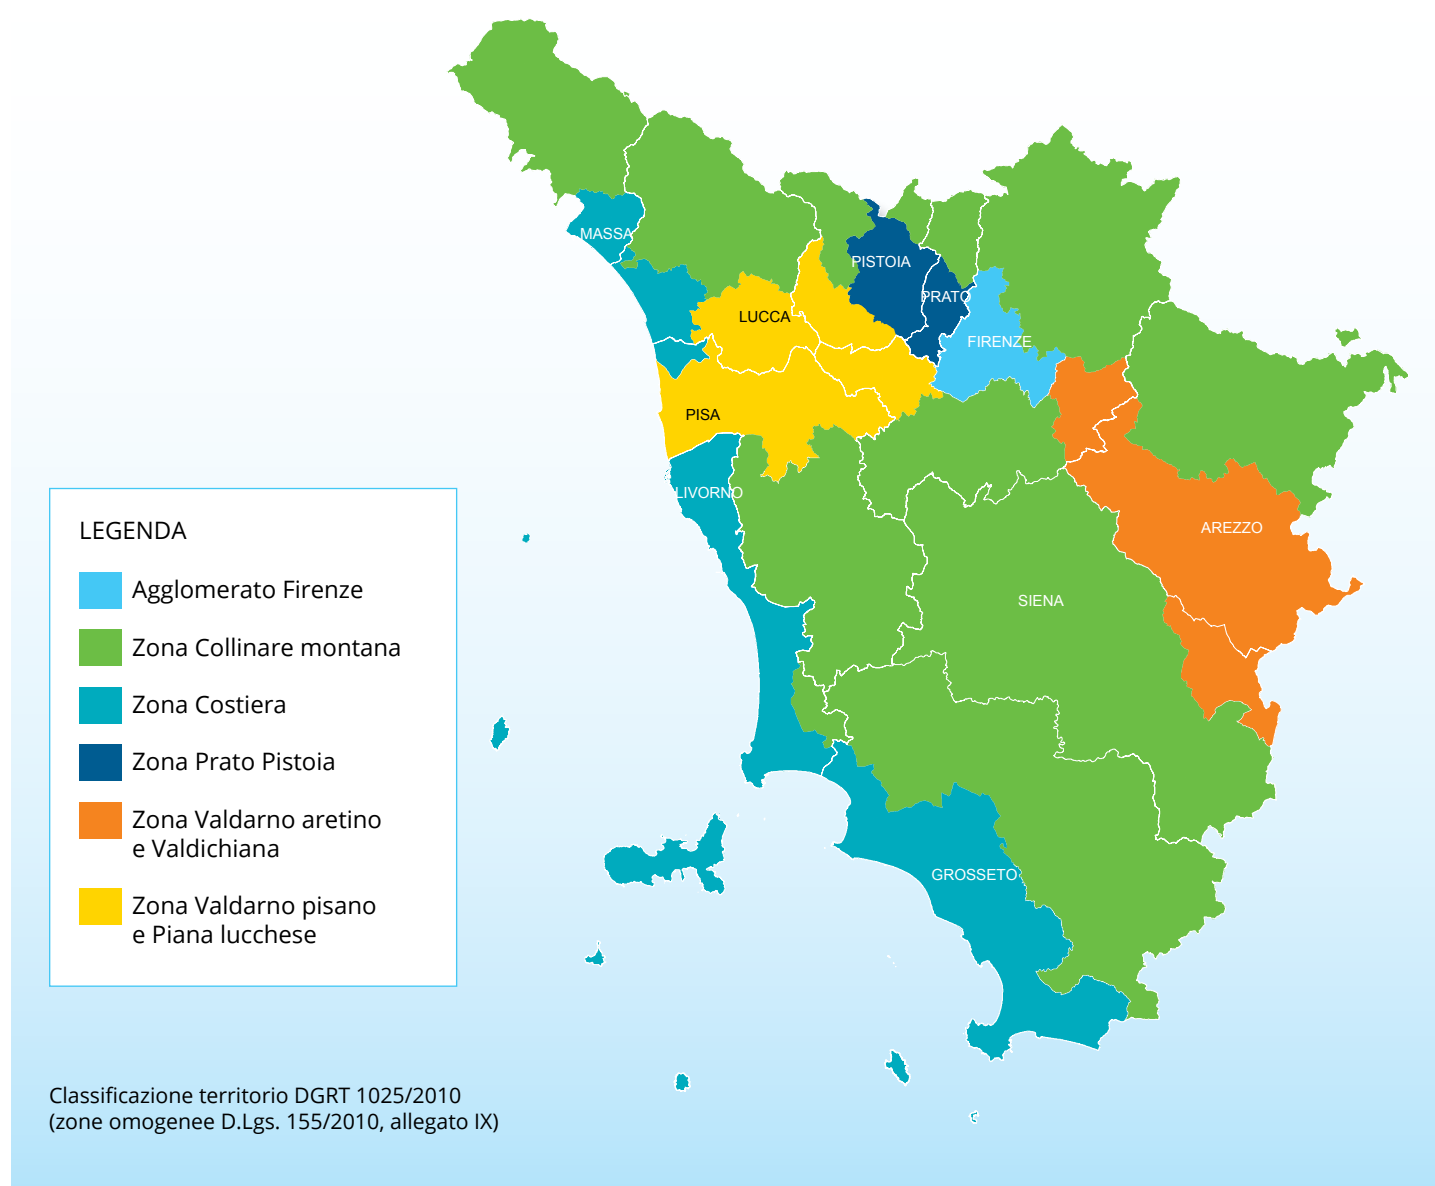 MASSA
PISTOIA
PRATO
LUCCA
FIRENZE
PISA
LIVORNO
AREZZO
SIENA
GROSSETO
LEGENDA
Agglomerato Firenze
Zona Collinare montana
Zona Costiera
Zona Prato Pistoia
Zona Valdarno aretino
e Valdichiana
Zona Valdarno pisano
e Piana lucchese
Classificazione territorio DGRT 1025/2010
(zone omogenee D.Lgs. 155/2010, allegato IX)